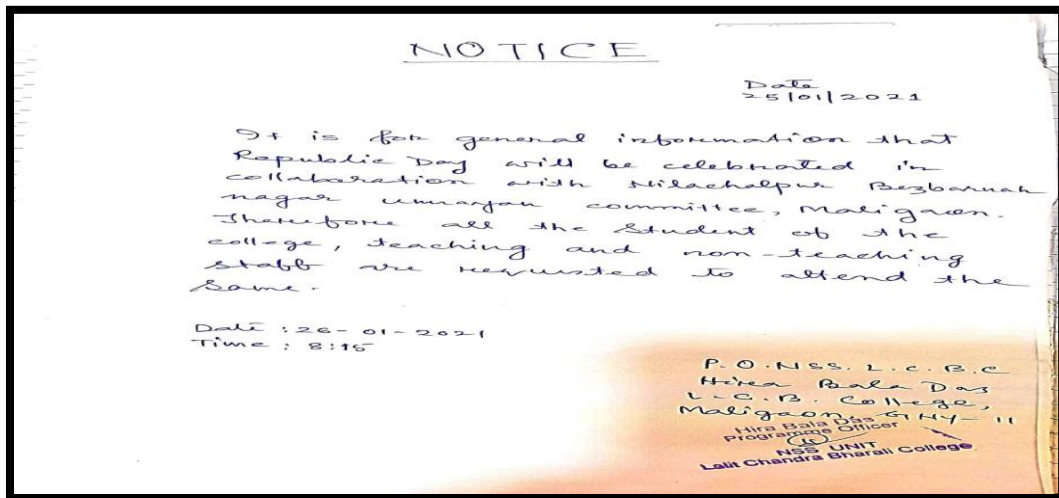 NOTICE
Date
25/01/2021
It is for general information that
Republic Day will be celebrated in
collaboration with Nilachalpur Bezbaruah
nagar unnayan committee, Maligaon.
Therefore all the Student of the
college, teaching and non-teaching
staff are requested to attend the
same.
Date : 26-01-2021
Time : 8:15
P.O. NSS. L.C.B.C
Hira Bala Das
L.C.B. College,
Maligaon, GHY-11
Hira Bala Das
Programme Officer
NSS UNIT
Lalit Chandra Bharali College